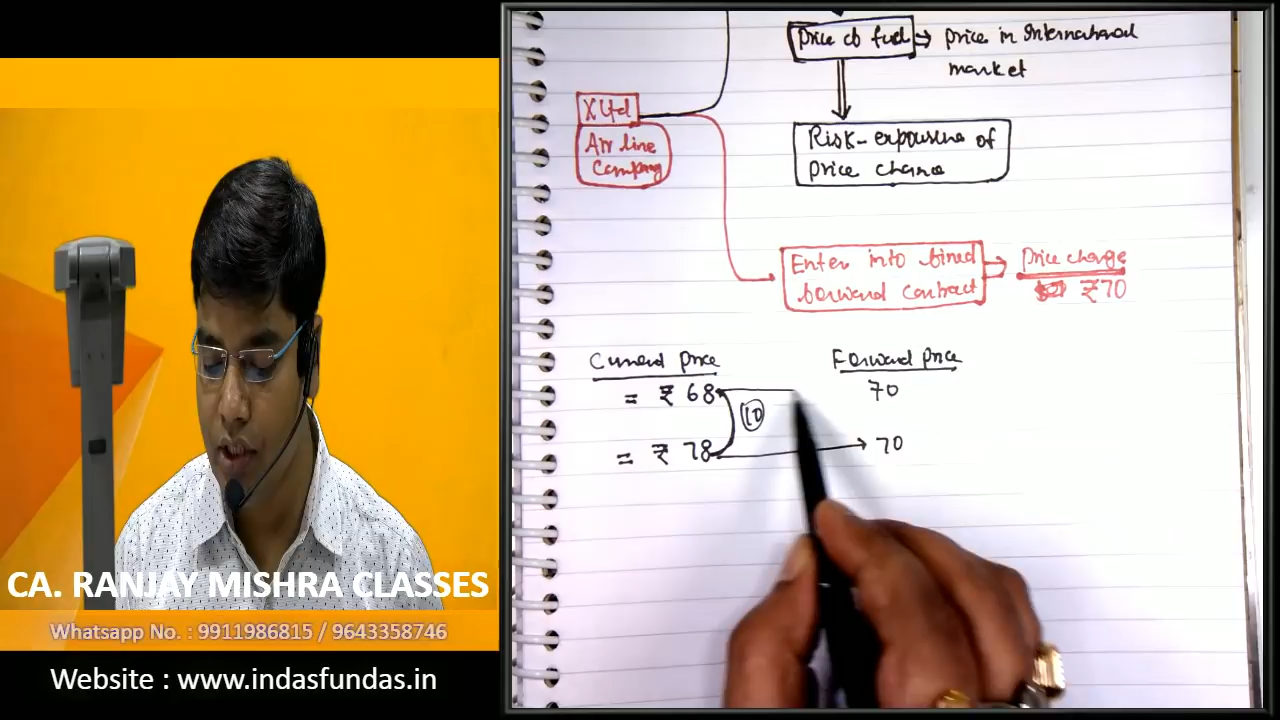 Price of fuel ⇒ price in International
market
X Ltd
Air line
Company
Risk-exposure of
price change
Enter into fixed
forward contract
Price change
₹70
Current price
Forward price
= ₹ 68
10
70
= ₹ 78
70
CA. RANJAY MISHRA CLASSES
Whatsapp No. : 9911986815 / 9643358746
Website : www.indasfundas.in